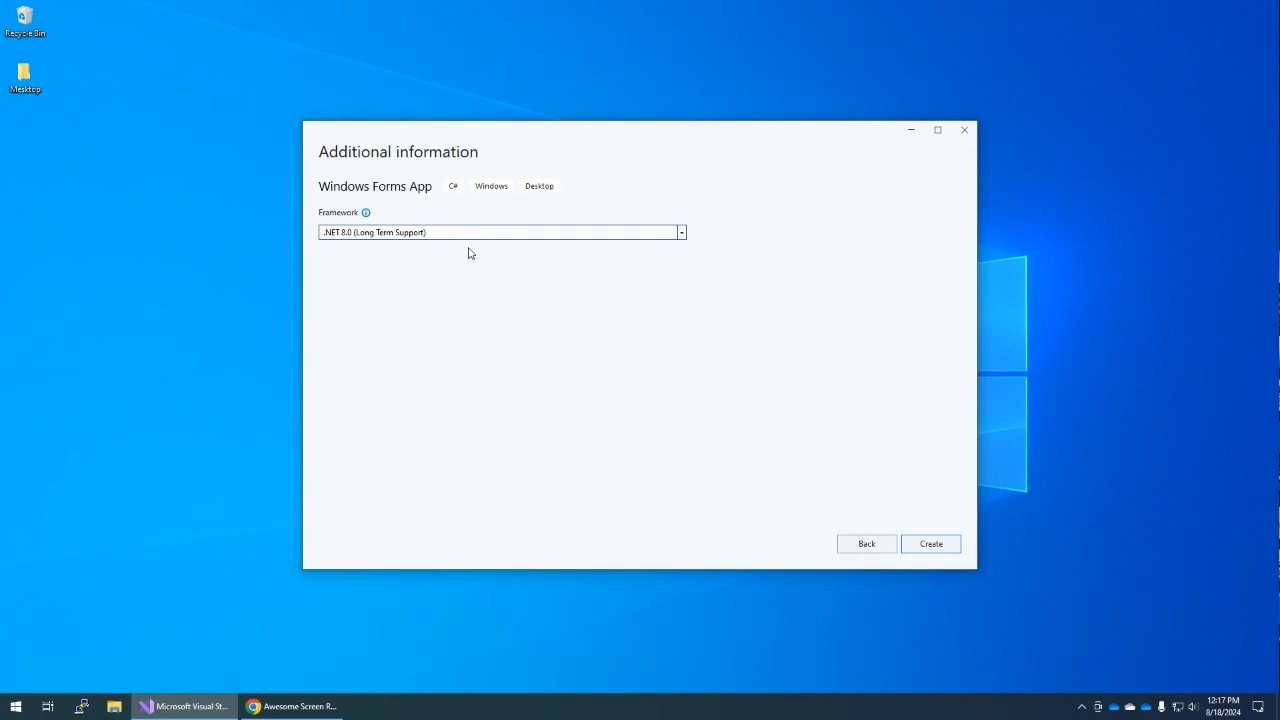 Recycle Bin
Mesktop
Additional information
Windows Forms App C# Windows Desktop
Framework
.NET 8.0 (Long Term Support)
Back Create
Microsoft Visual St... Awesome Screen R...
12:17 PM
8/18/2024